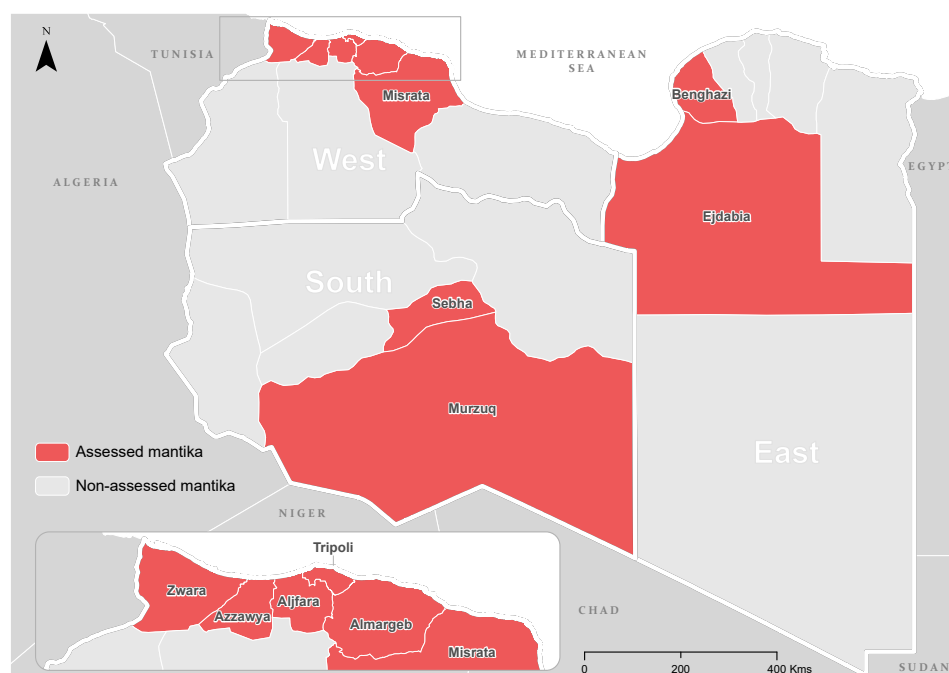 N
TUNISIA
MEDITERRANEAN
SEA
Misrata
Benghazi
West
ALGERIA
EGYPT
Ejdabia
South
Sebha
Murzuq
East
Assessed mantika
Non-assessed mantika
NIGER
Tripoli
Zwara
Aljfara
Azzawya
Almargeb
Misrata
CHAD
0 200 400 Kms
SUDAN